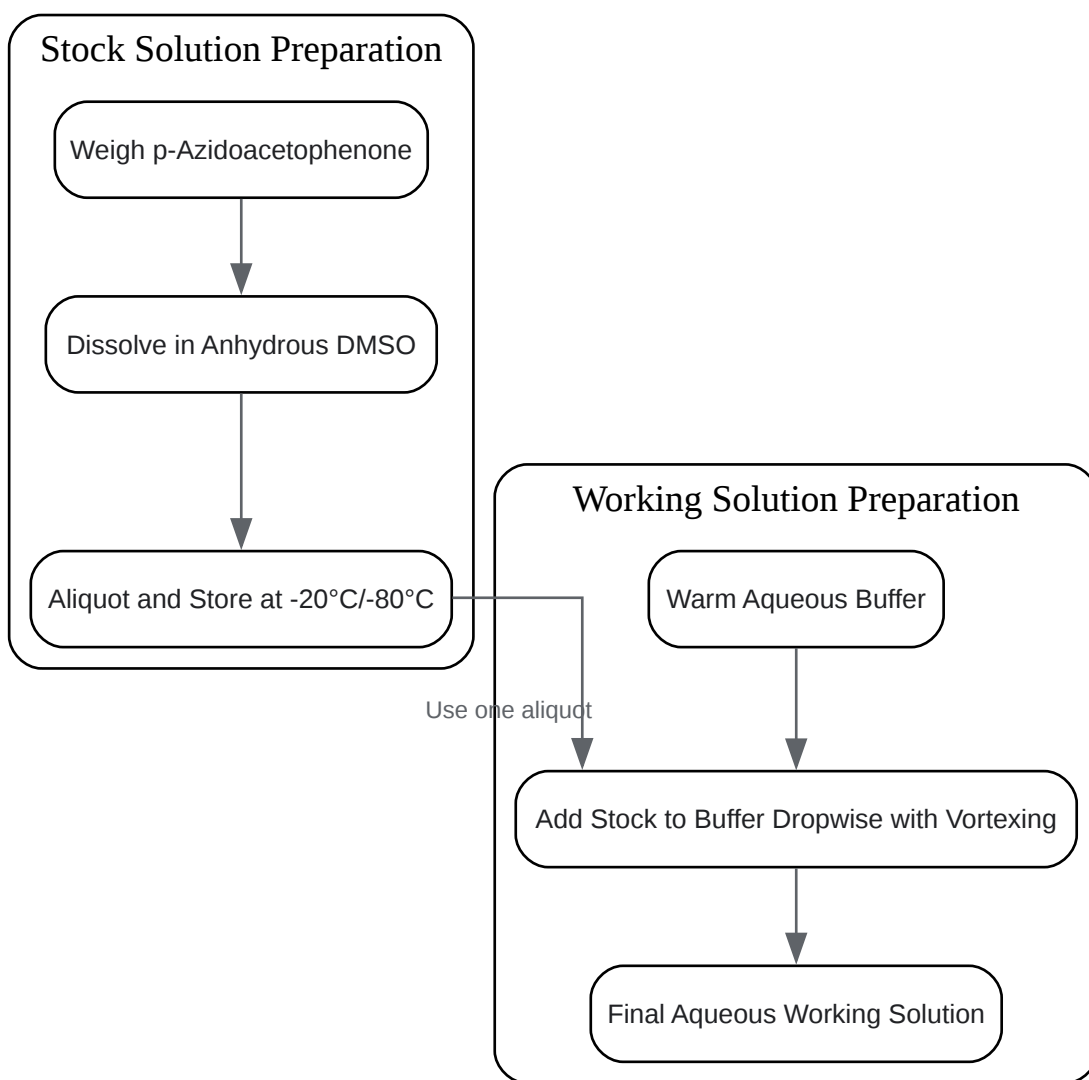 Stock Solution Preparation
Weigh p-Azidoacetophenone
Dissolve in Anhydrous DMSO
Aliquot and Store at -20°C/-80°C
Use one aliquot
Working Solution Preparation
Warm Aqueous Buffer
Add Stock to Buffer Dropwise with Vortexing
Final Aqueous Working Solution